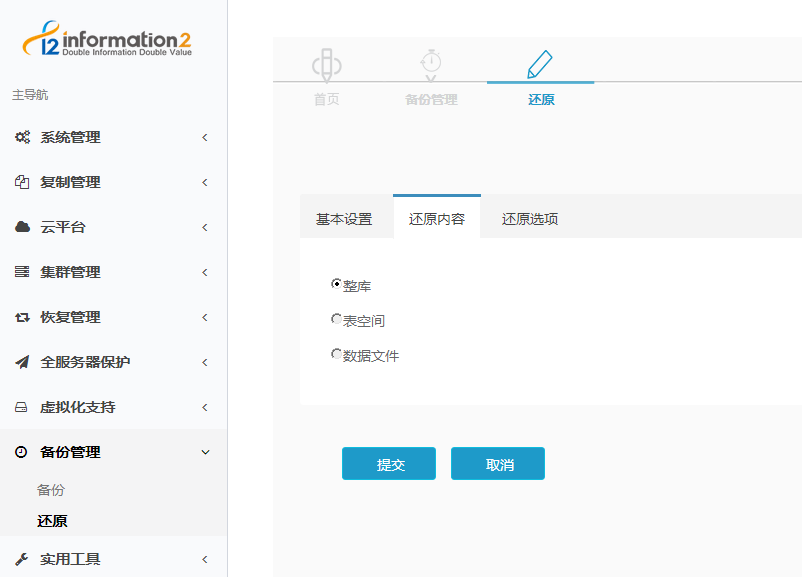 information2
Double Information Double Value
主导航
系统管理
复制管理
云平台
集群管理
恢复管理
全服务器保护
虚拟化支持
备份管理
备份
还原
实用工具
首页
备份管理
还原
基本设置
还原内容
还原选项
整库
表空间
数据文件
提交
取消